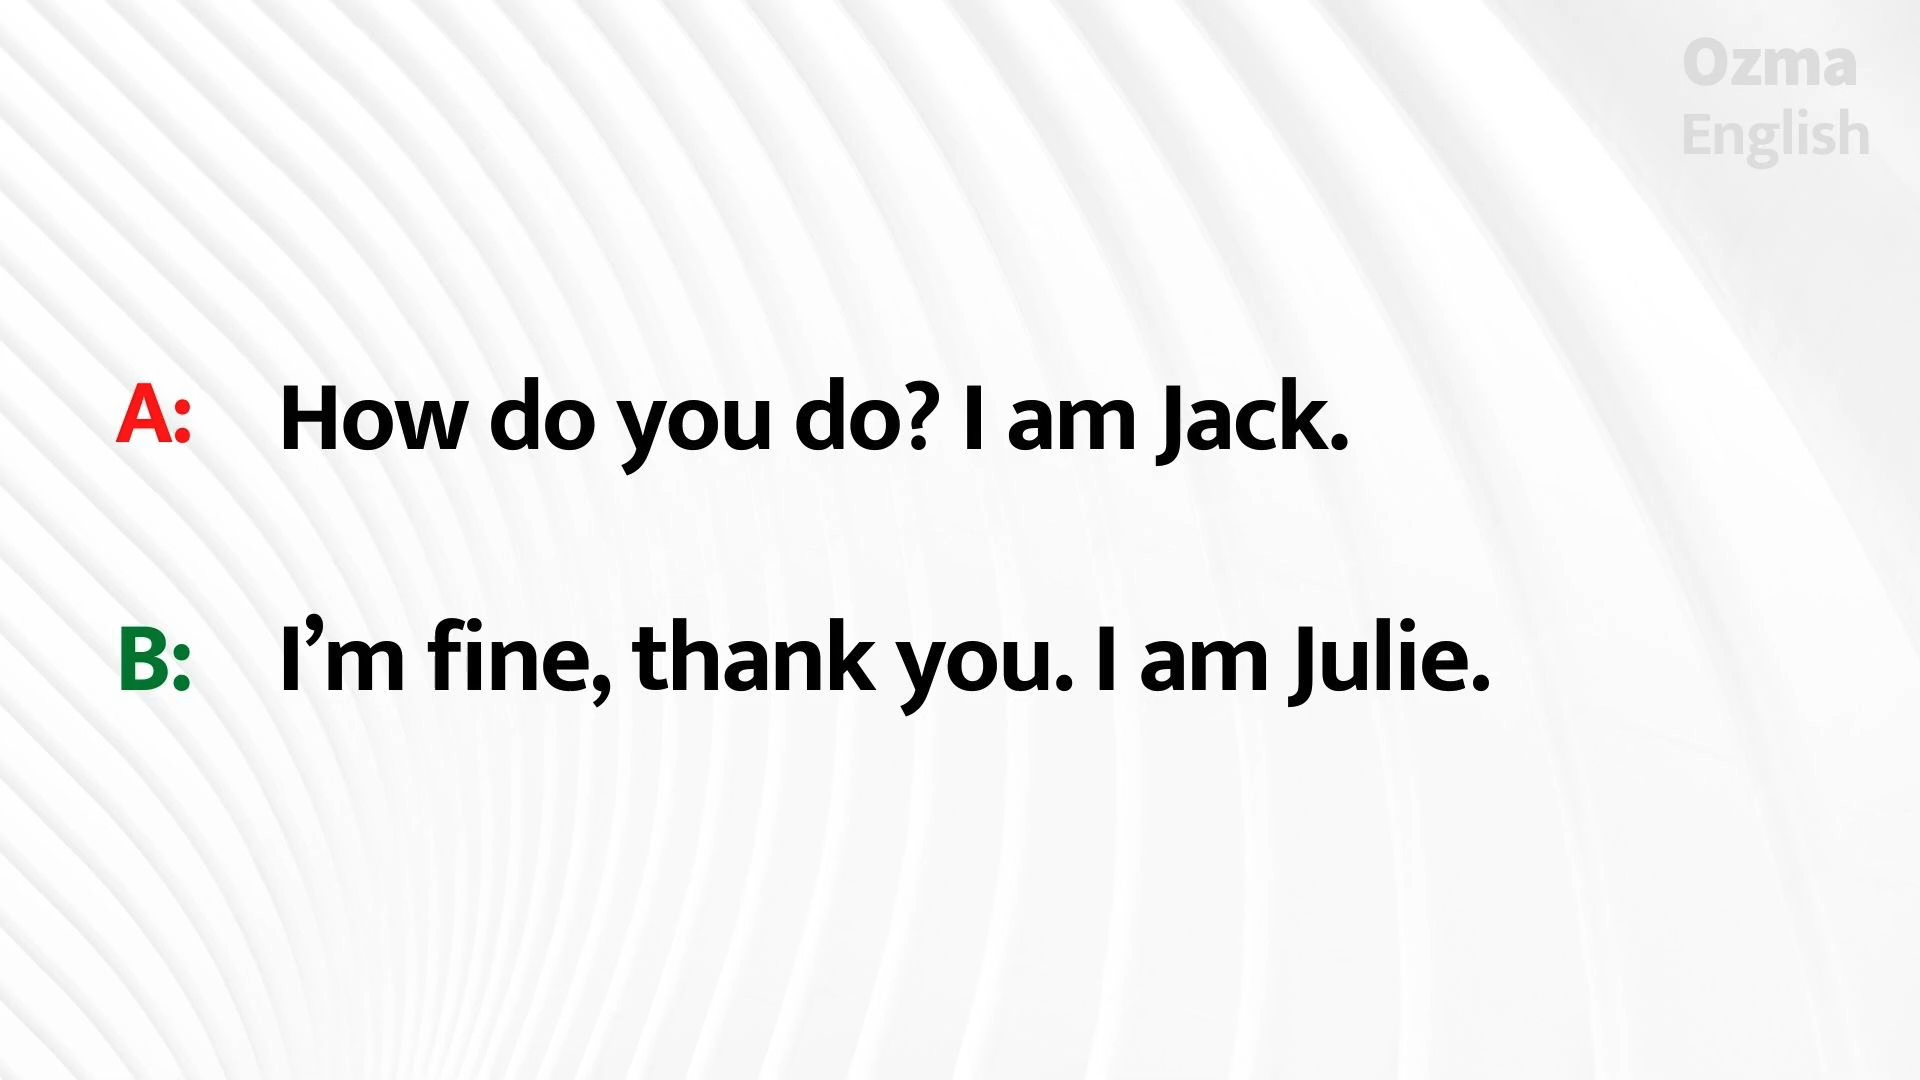 Ozma
English
A: How do you do? I am Jack.
B: I’m fine, thank you. I am Julie.